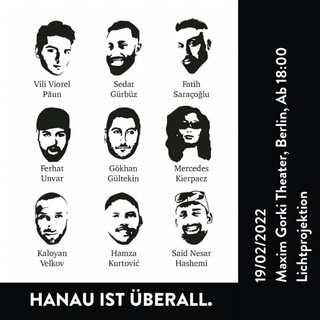 Vili Viorel
Păun
Sedat
Gürbüz
Fatih
Saraçoğlu
Ferhat
Unvar
Gökhan
Gültekin
Mercedes
Kierpacz
Kaloyan
Velkov
Hamza
Kurtović
Said Nesar
Hashemi
HANAU IST ÜBERALL.
19/02/2022
Maxim Gorki Theater, Berlin, Ab 18:00
Lichtprojektion